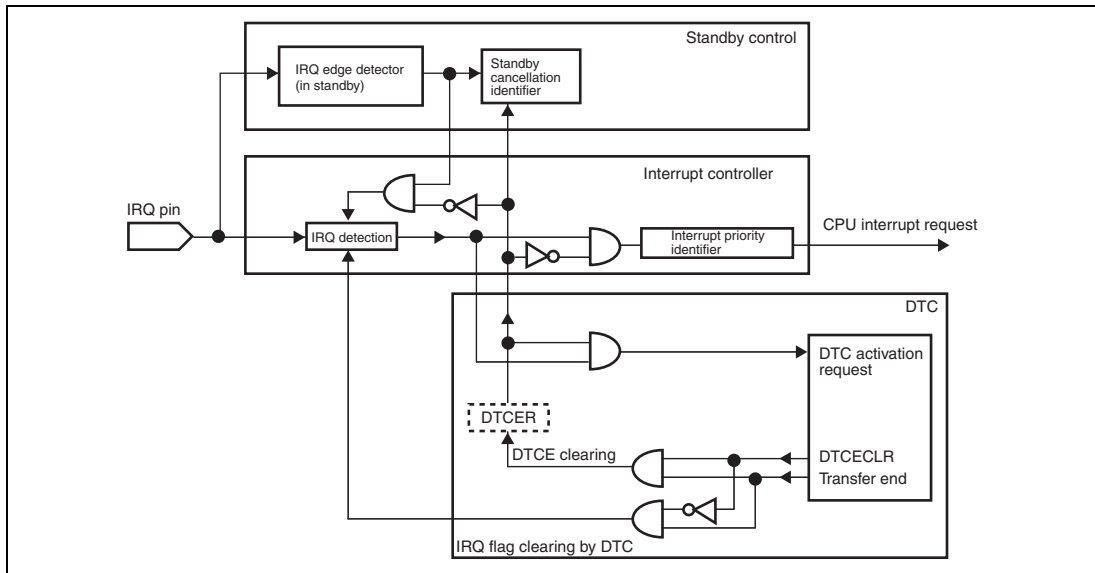 Standby control
IRQ edge detector
(in standby)
Standby
cancellation
identifier
Interrupt controller
IRQ pin
IRQ detection
Interrupt priority
identifier
CPU interrupt request
DTC
DTC activation
request
DTCER
DTCE clearing
DTCECLR
Transfer end
IRQ flag clearing by DTC